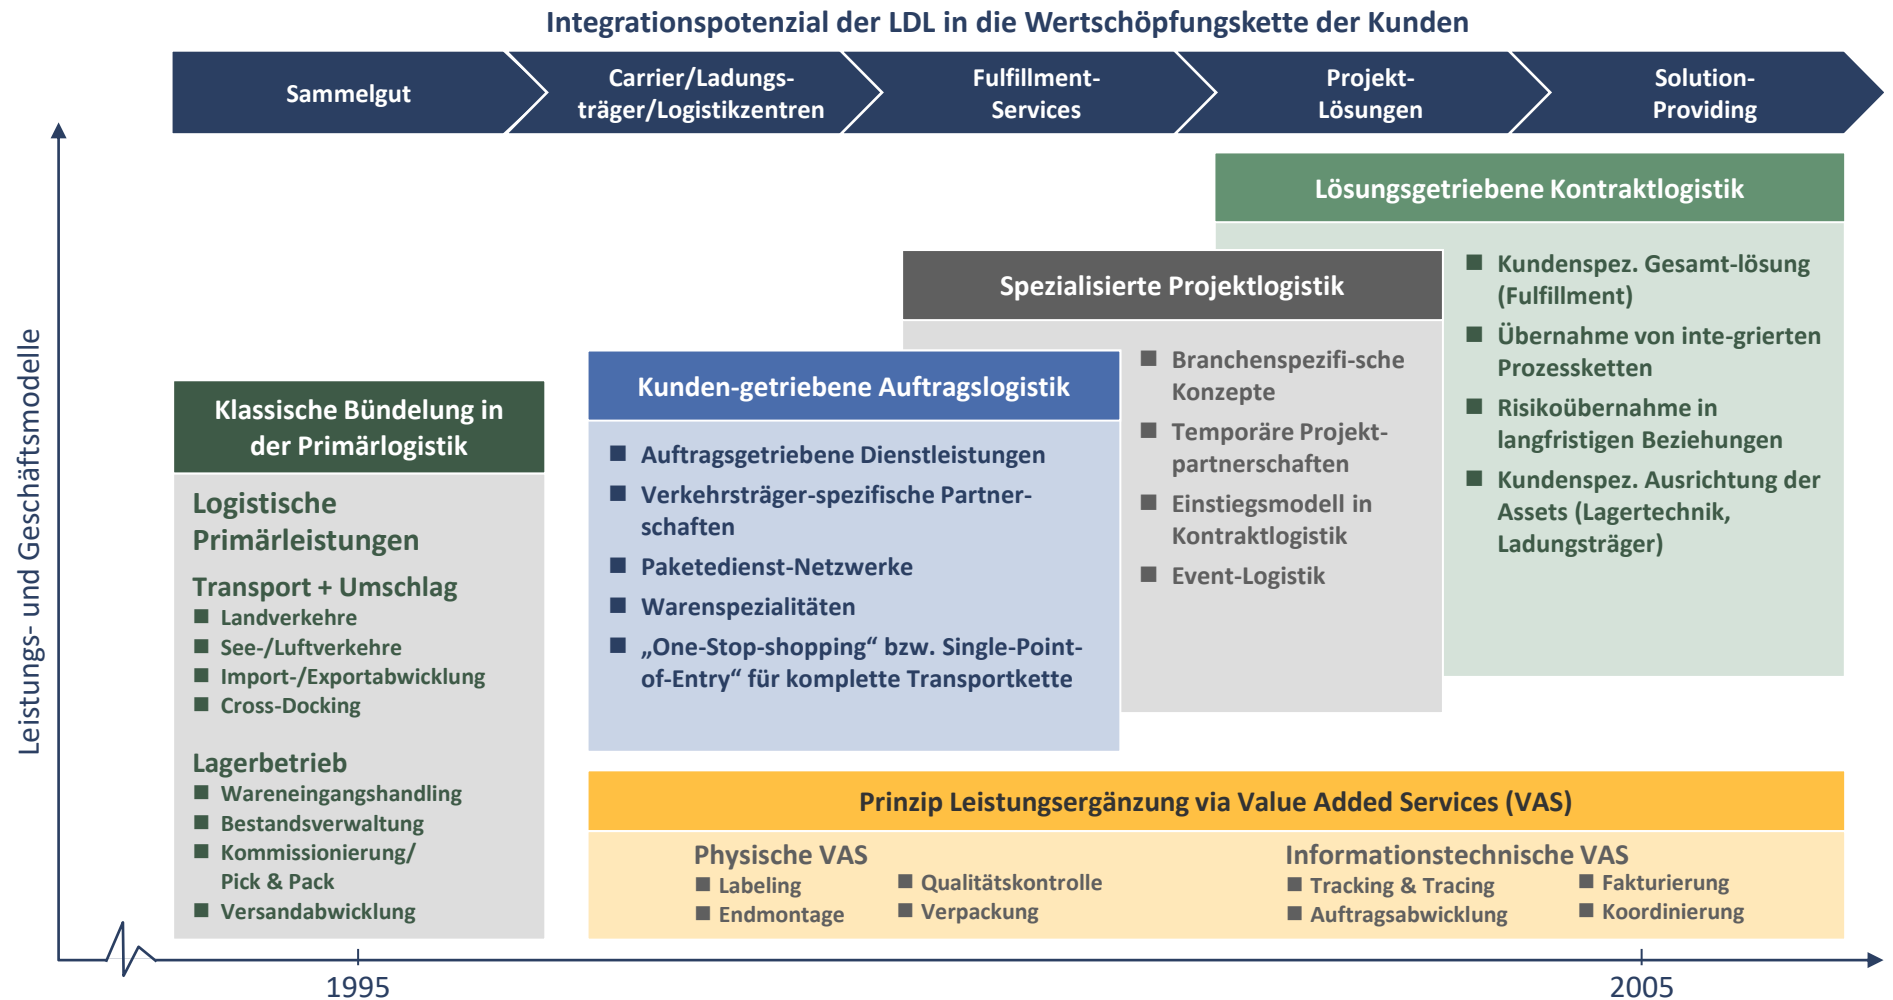 Integrationspotenzial der LDL in die Wertschöpfungskette der Kunden
Sammelgut
Carrier/Ladungs-
träger/Logistikzentren
Fulfillment-
Services
Projekt-
Lösungen
Solution-
Providing
Leistungs- und Geschäftsmodelle
Klassische Bündelung in
der Primärlogistik
Logistische
Primärleistungen
Transport + Umschlag
Landverkehre
See-/Luftverkehre
Import-/Exportabwicklung
Cross-Docking
Lagerbetrieb
Wareneingangshandling
Bestandsverwaltung
Kommissionierung/
Pick & Pack
Versandabwicklung
Kunden-getriebene Auftragslogistik
Auftragsgetriebene Dienstleistungen
Verkehrsträger-spezifische Partner-
schaften
Paketedienst-Netzwerke
Warenspezialitäten
„One-Stop-shopping“ bzw. Single-Point-
of-Entry“ für komplette Transportkette
Spezialisierte Projektlogistik
Branchenspezifi-sche
Konzepte
Temporäre Projekt-
partnerschaften
Einstiegsmodell in
Kontraktlogistik
Event-Logistik
Lösungsgetriebene Kontraktlogistik
Kundenspez. Gesamt-lösung
(Fulfillment)
Übernahme von inte-grierten
Prozessketten
Risikoübernahme in
langfristigen Beziehungen
Kundenspez. Ausrichtung der
Assets (Lagertechnik,
Ladungsträger)
Prinzip Leistungsergänzung via Value Added Services (VAS)
Physische VAS
Labeling
Endmontage
Qualitätskontrolle
Verpackung
Informationstechnische VAS
Tracking & Tracing
Auftragsabwicklung
Fakturierung
Koordinierung
1995
2005